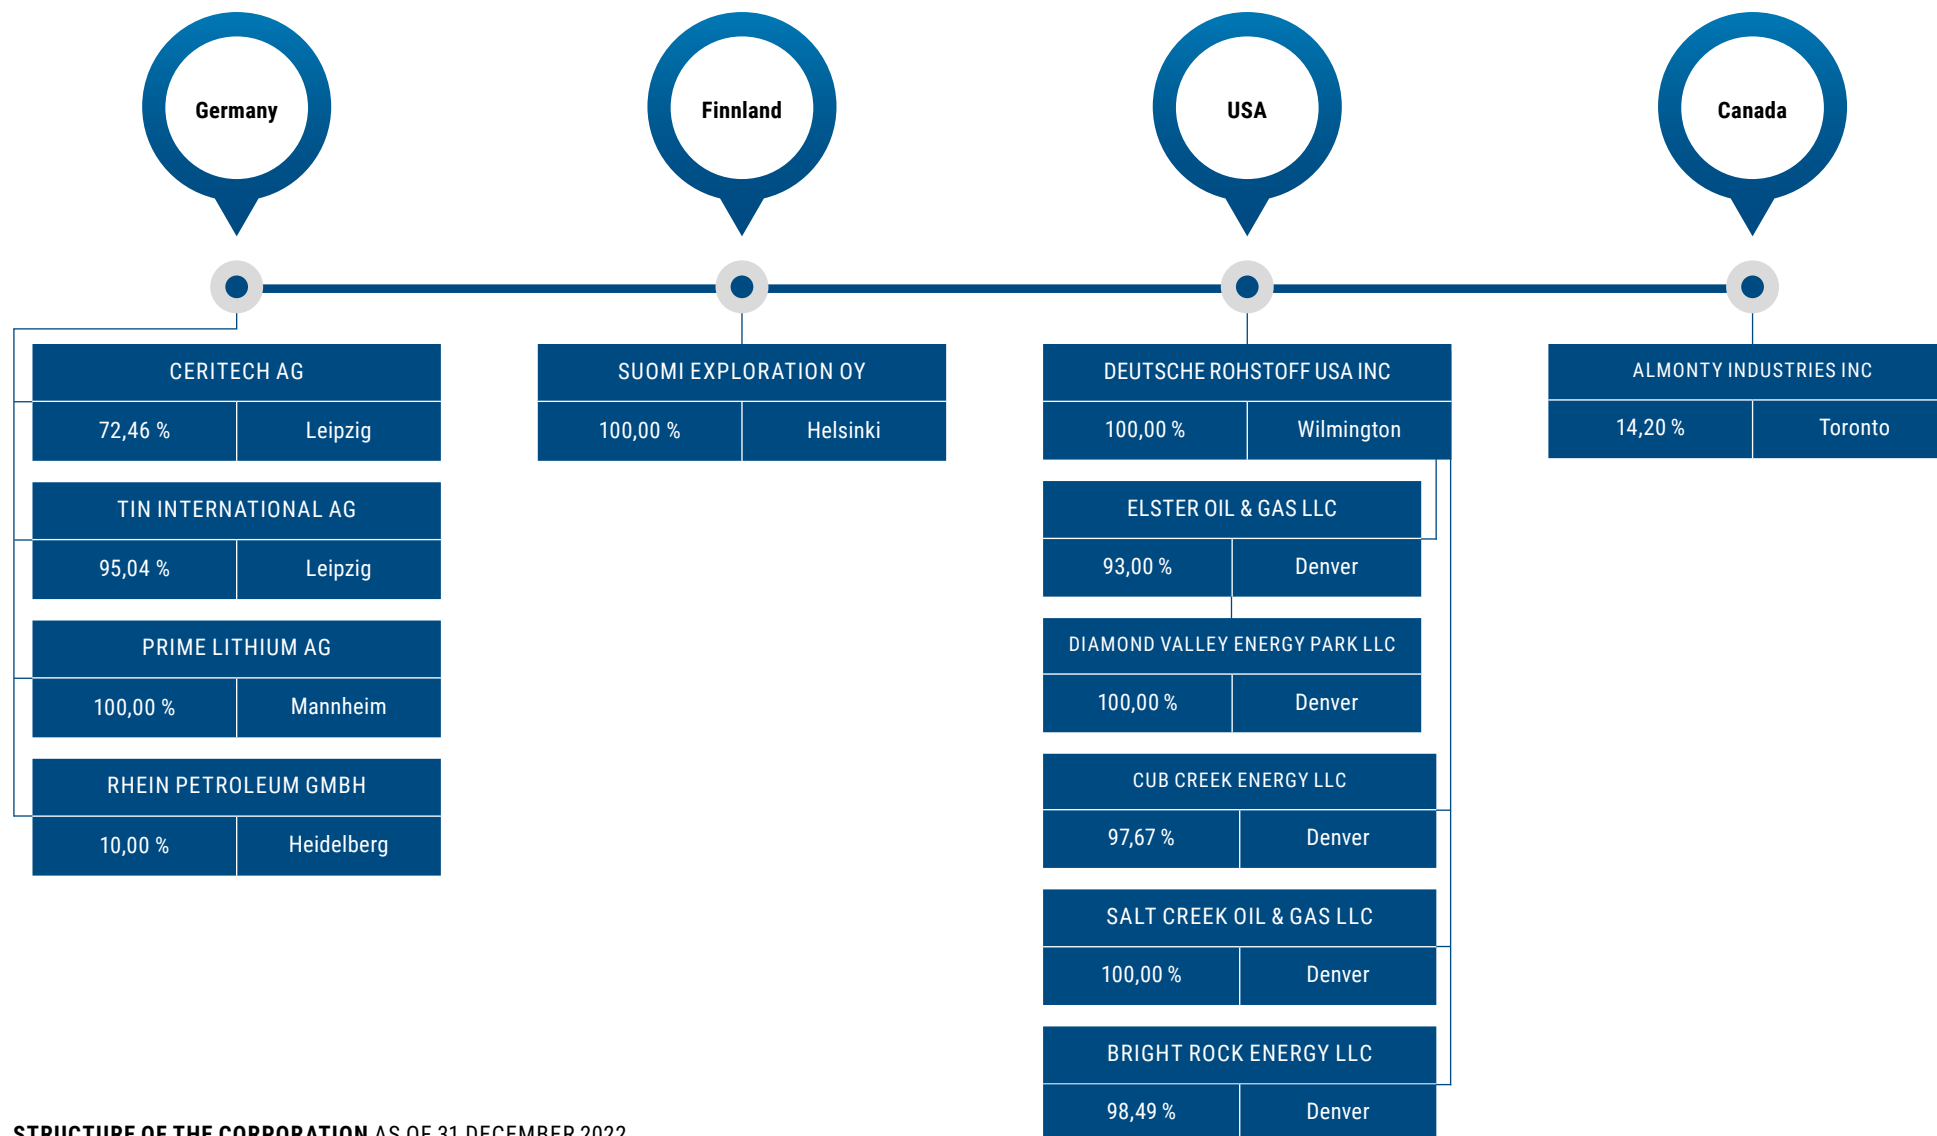 Germany
Finnland
USA
Canada
CERITECH AG
72,46 %
Leipzig
TIN INTERNATIONAL AG
95,04 %
Leipzig
PRIME LITHIUM AG
100,00 %
Mannheim
RHEIN PETROLEUM GMBH
10,00 %
Heidelberg
SUOMI EXPLORATION OY
100,00 %
Helsinki
DEUTSCHE ROHSTOFF USA INC
100,00 %
Wilmington
ELSTER OIL & GAS LLC
93,00 %
Denver
DIAMOND VALLEY ENERGY PARK LLC
100,00 %
Denver
CUB CREEK ENERGY LLC
97,67 %
Denver
SALT CREEK OIL & GAS LLC
100,00 %
Denver
BRIGHT ROCK ENERGY LLC
98,49 %
Denver
ALMONTY INDUSTRIES INC
14,20 %
Toronto
STRUCTURE OF THE CORPORATION AS OF 31 DECEMBER 2022